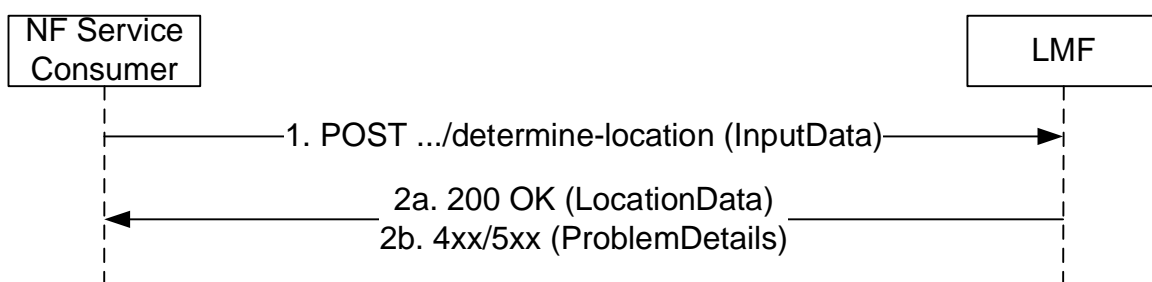 NF Service
Consumer
LMF
1. POST .../determine-location (InputData)
2a. 200 OK (LocationData)
2b. 4xx/5xx (ProblemDetails)